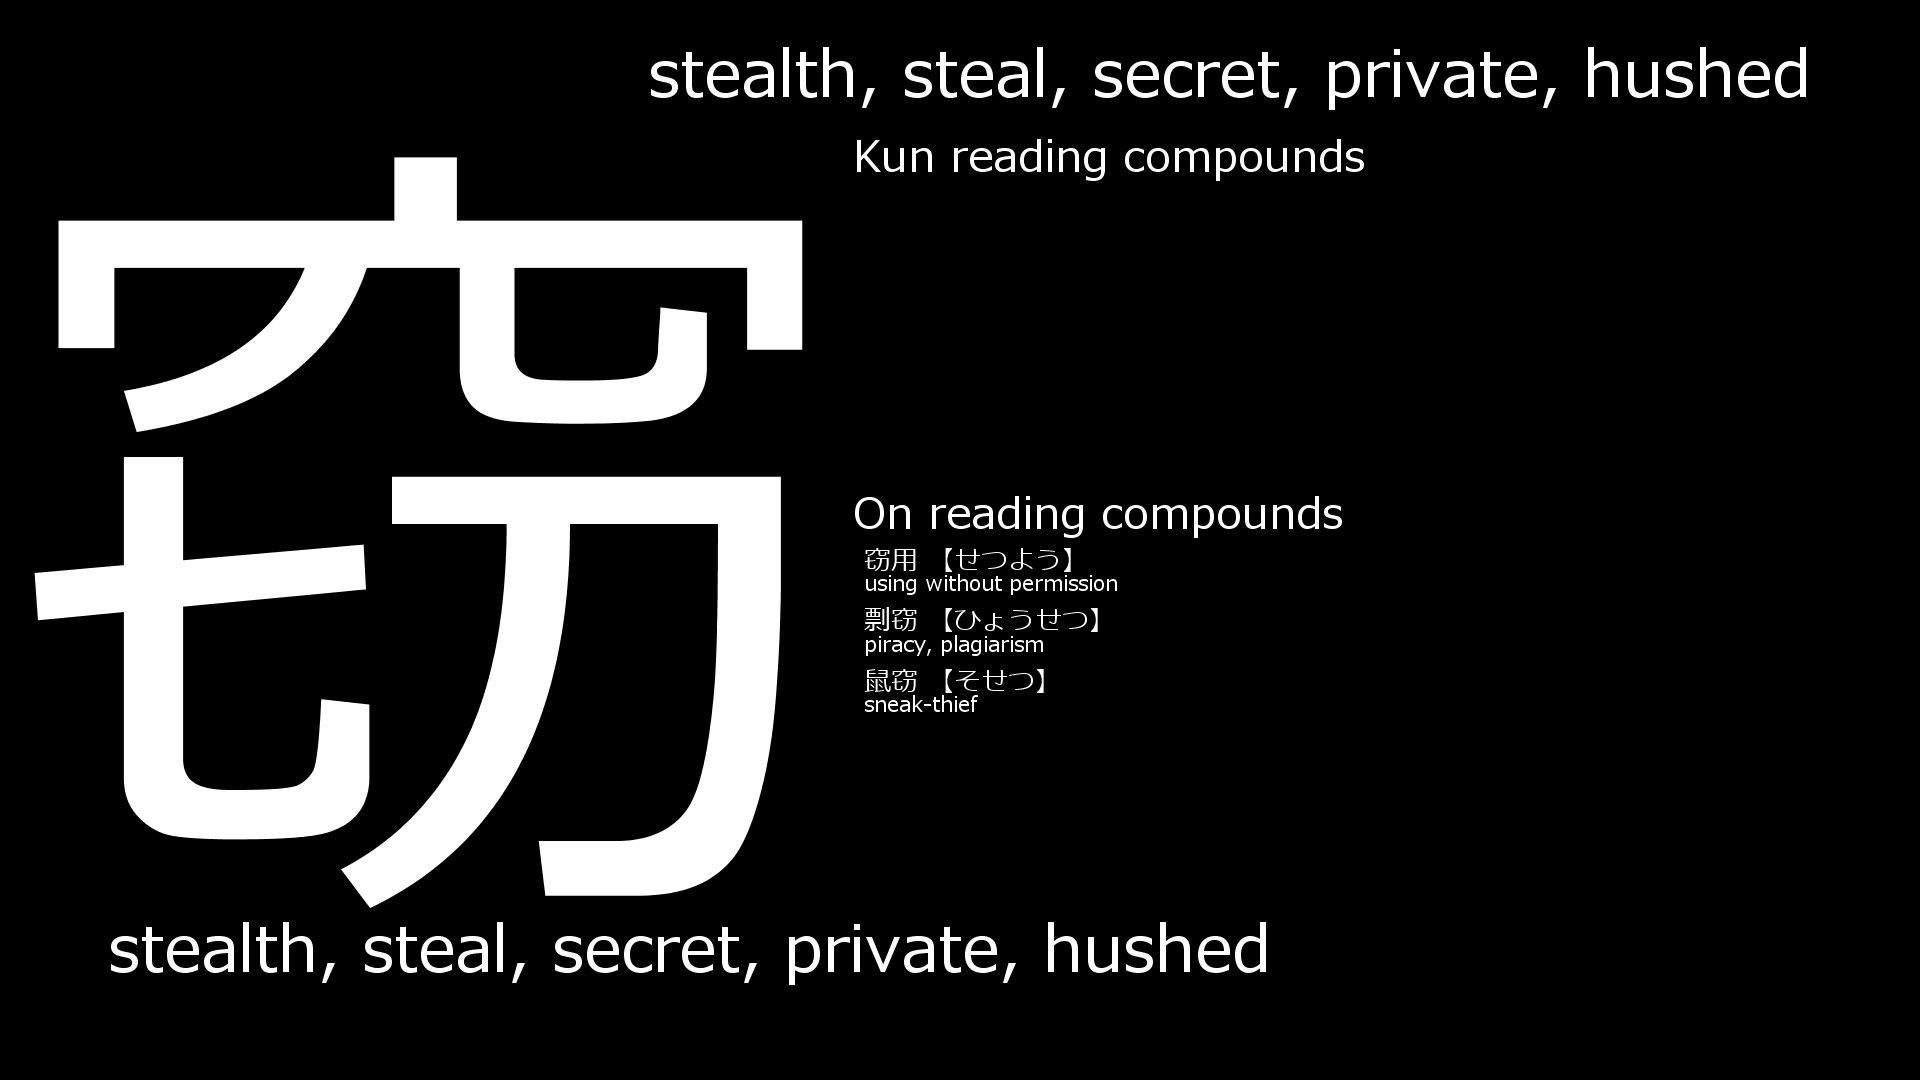 stealth, steal, secret, private, hushed
Kun reading compounds
窃
On reading compounds
窃用 【せつよう】
using without permission
剽窃 【ひょうせつ】
piracy, plagiarism
鼠窃 【そせつ】
sneak-thief
stealth, steal, secret, private, hushed